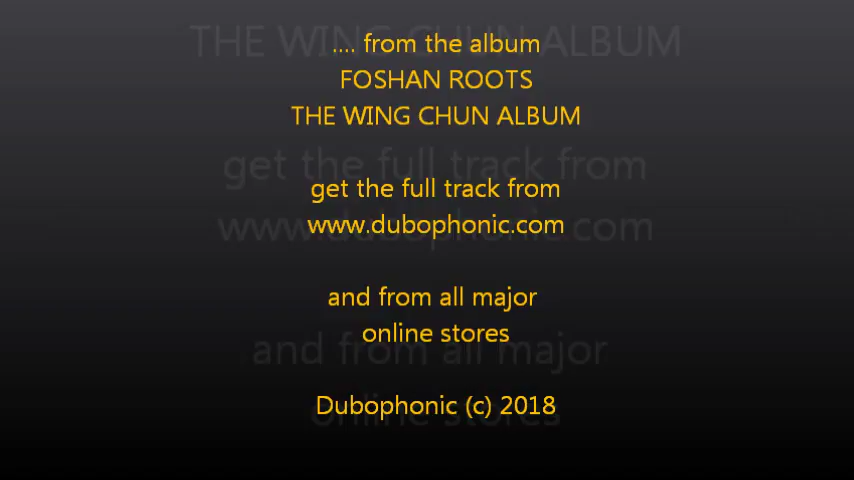 .... from the album
FOSHAN ROOTS
THE WING CHUN ALBUM
get the full track from
www.dubophonic.com
and from all major
online stores
Dubophonic (c) 2018